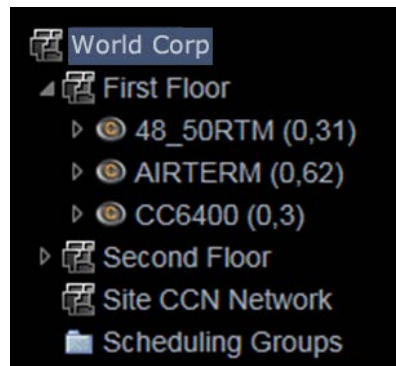 World Corp
First Floor
48_50RTM (0,31)
AIRTERM (0,62)
CC6400 (0,3)
Second Floor
Site CCN Network
Scheduling Groups